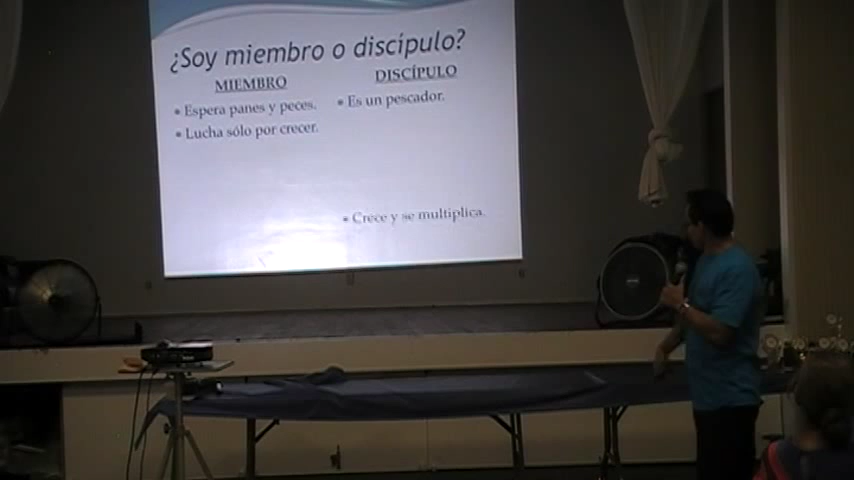 ¿Soy miembro o discípulo?
MIEMBRO
DISCÍPULO
• Espera panes y peces.
• Es un pescador.
• Lucha sólo por crecer.
• Crece y se multiplica.